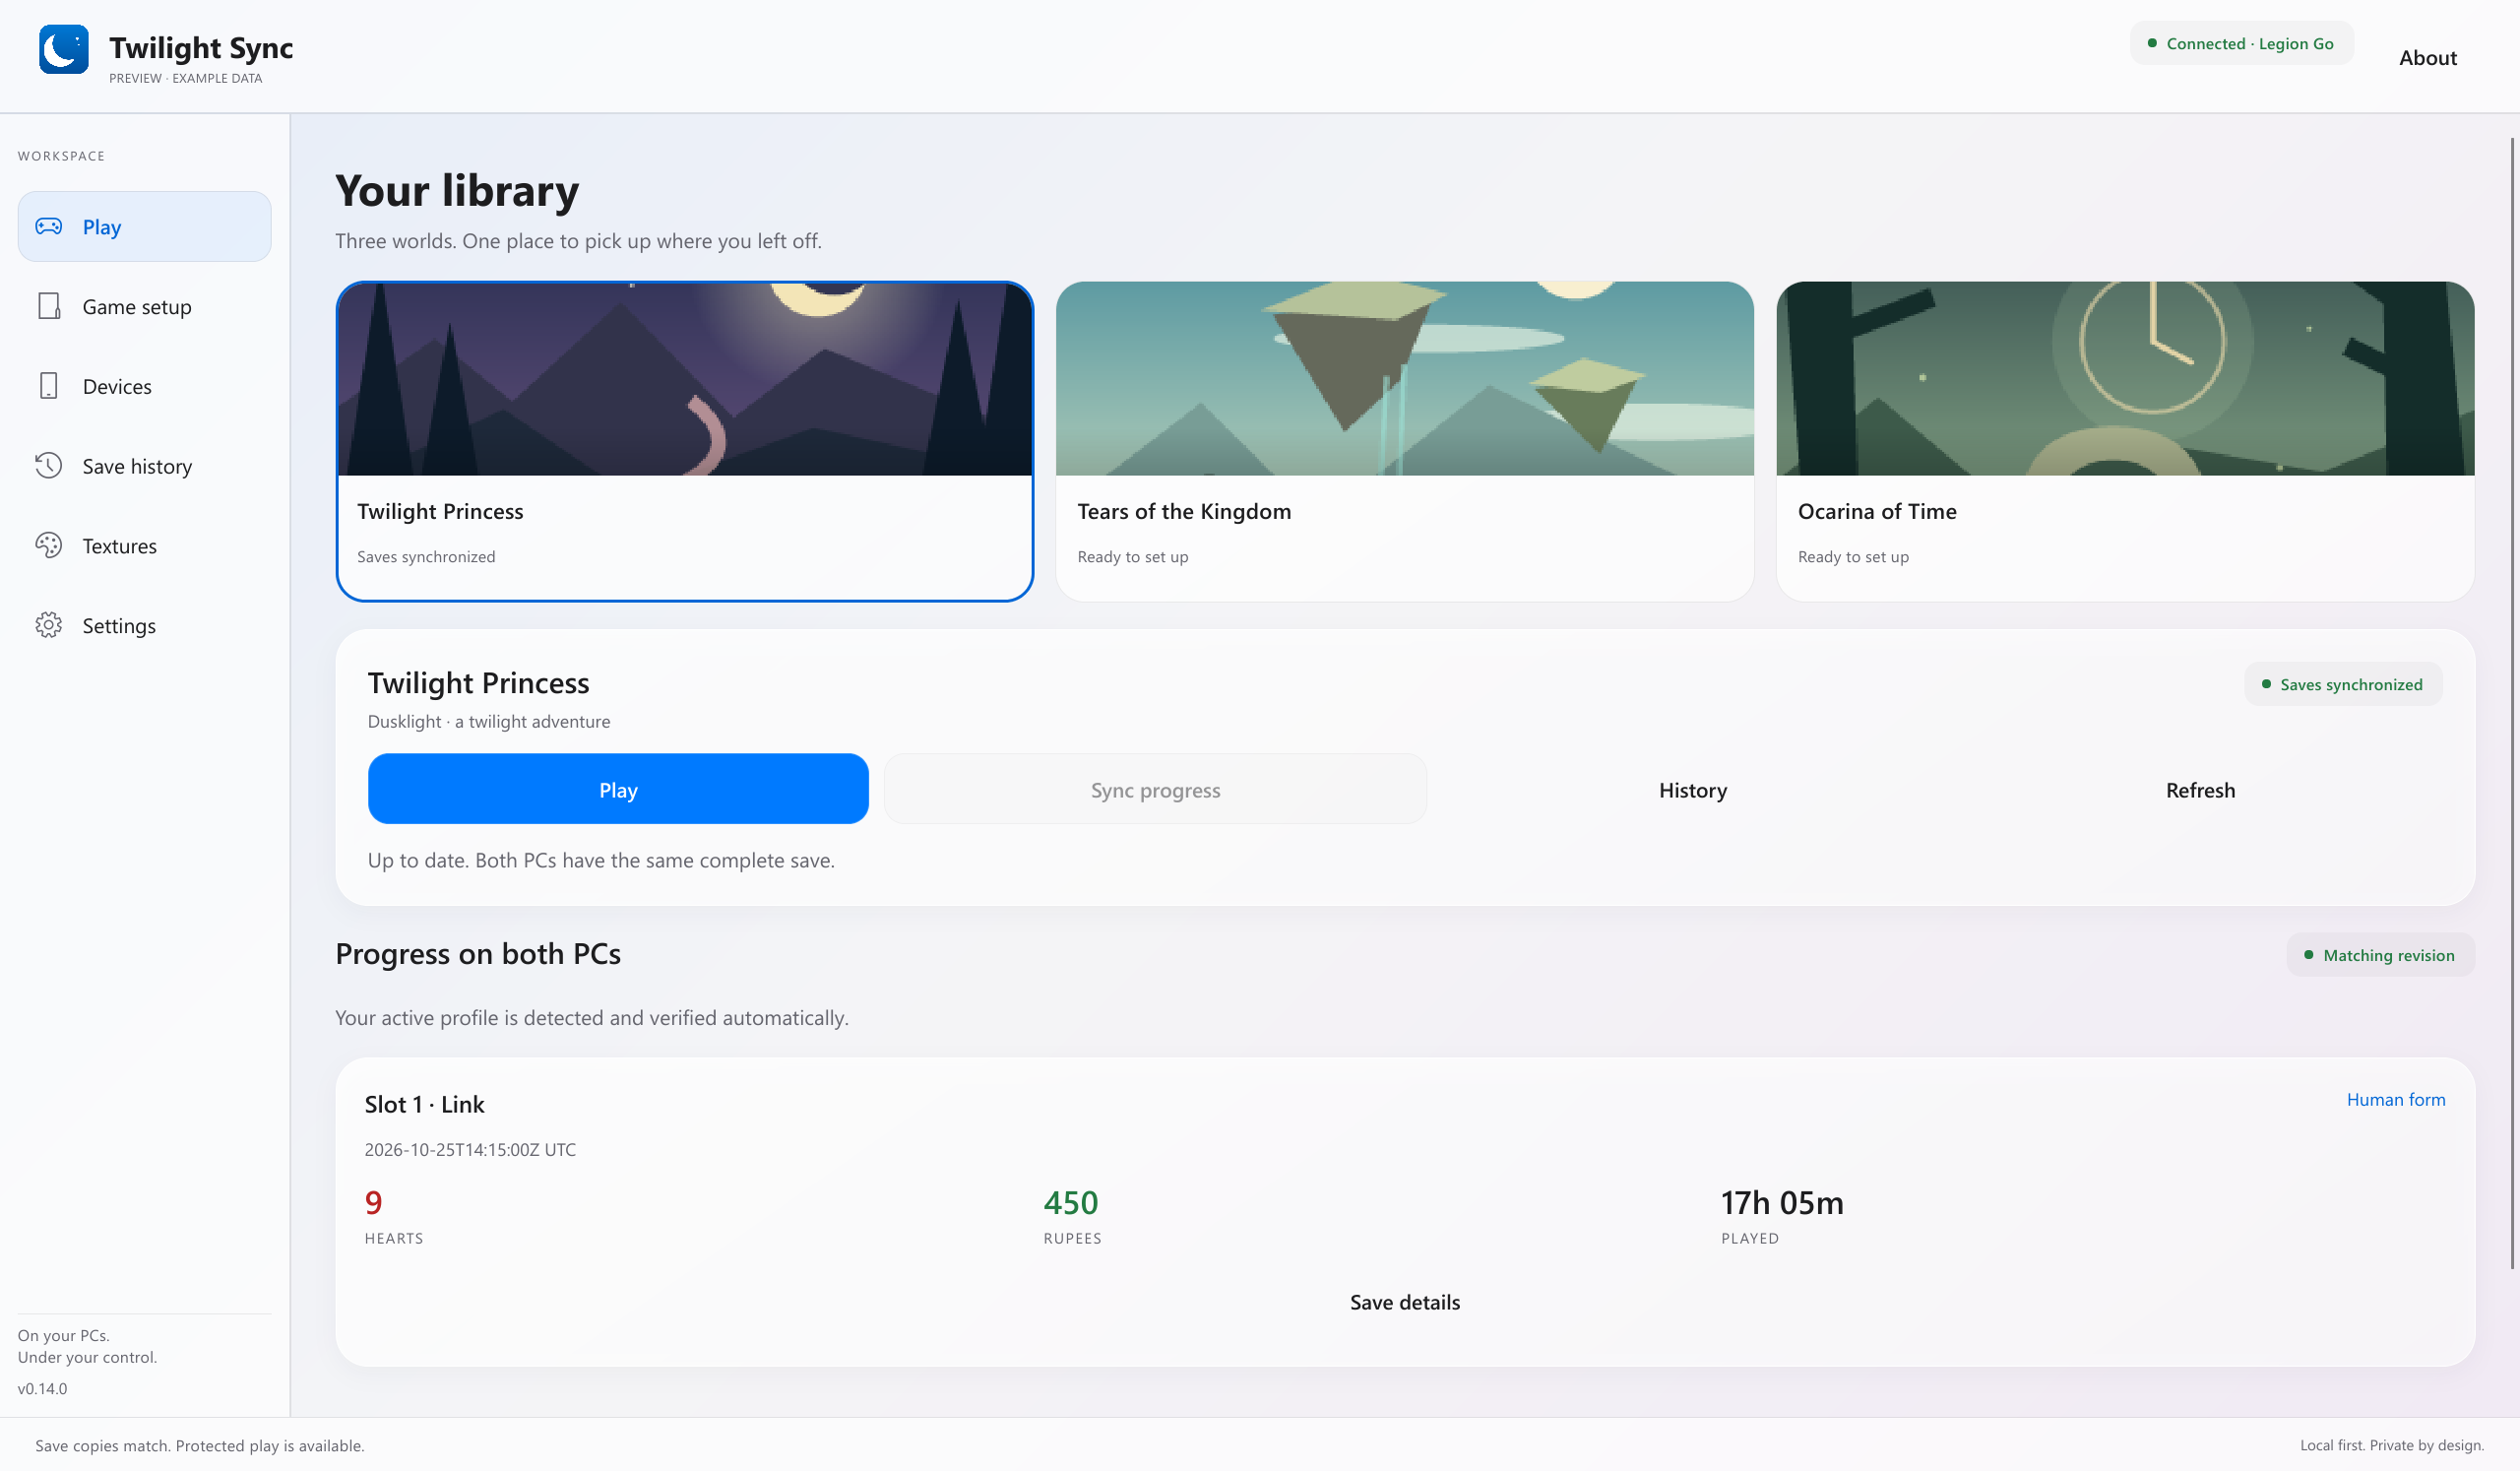 Twilight Sync
PREVIEW · EXAMPLE DATA
Connected · Legion Go
About
WORKSPACE
Play
Game setup
Devices
Save history
Textures
Settings
On your PCs.
Under your control.
v0.14.0
Your library
Three worlds. One place to pick up where you left off.
Twilight Princess
Saves synchronized
Tears of the Kingdom
Ready to set up
Ocarina of Time
Ready to set up
Twilight Princess
Saves synchronized
Dusklight · a twilight adventure
Play
Sync progress
History
Refresh
Up to date. Both PCs have the same complete save.
Progress on both PCs
Matching revision
Your active profile is detected and verified automatically.
Slot 1 · Link
Human form
2026-10-25T14:15:00Z UTC
9
HEARTS
450
RUPEES
17h 05m
PLAYED
Save details
Save copies match. Protected play is available.
Local first. Private by design.